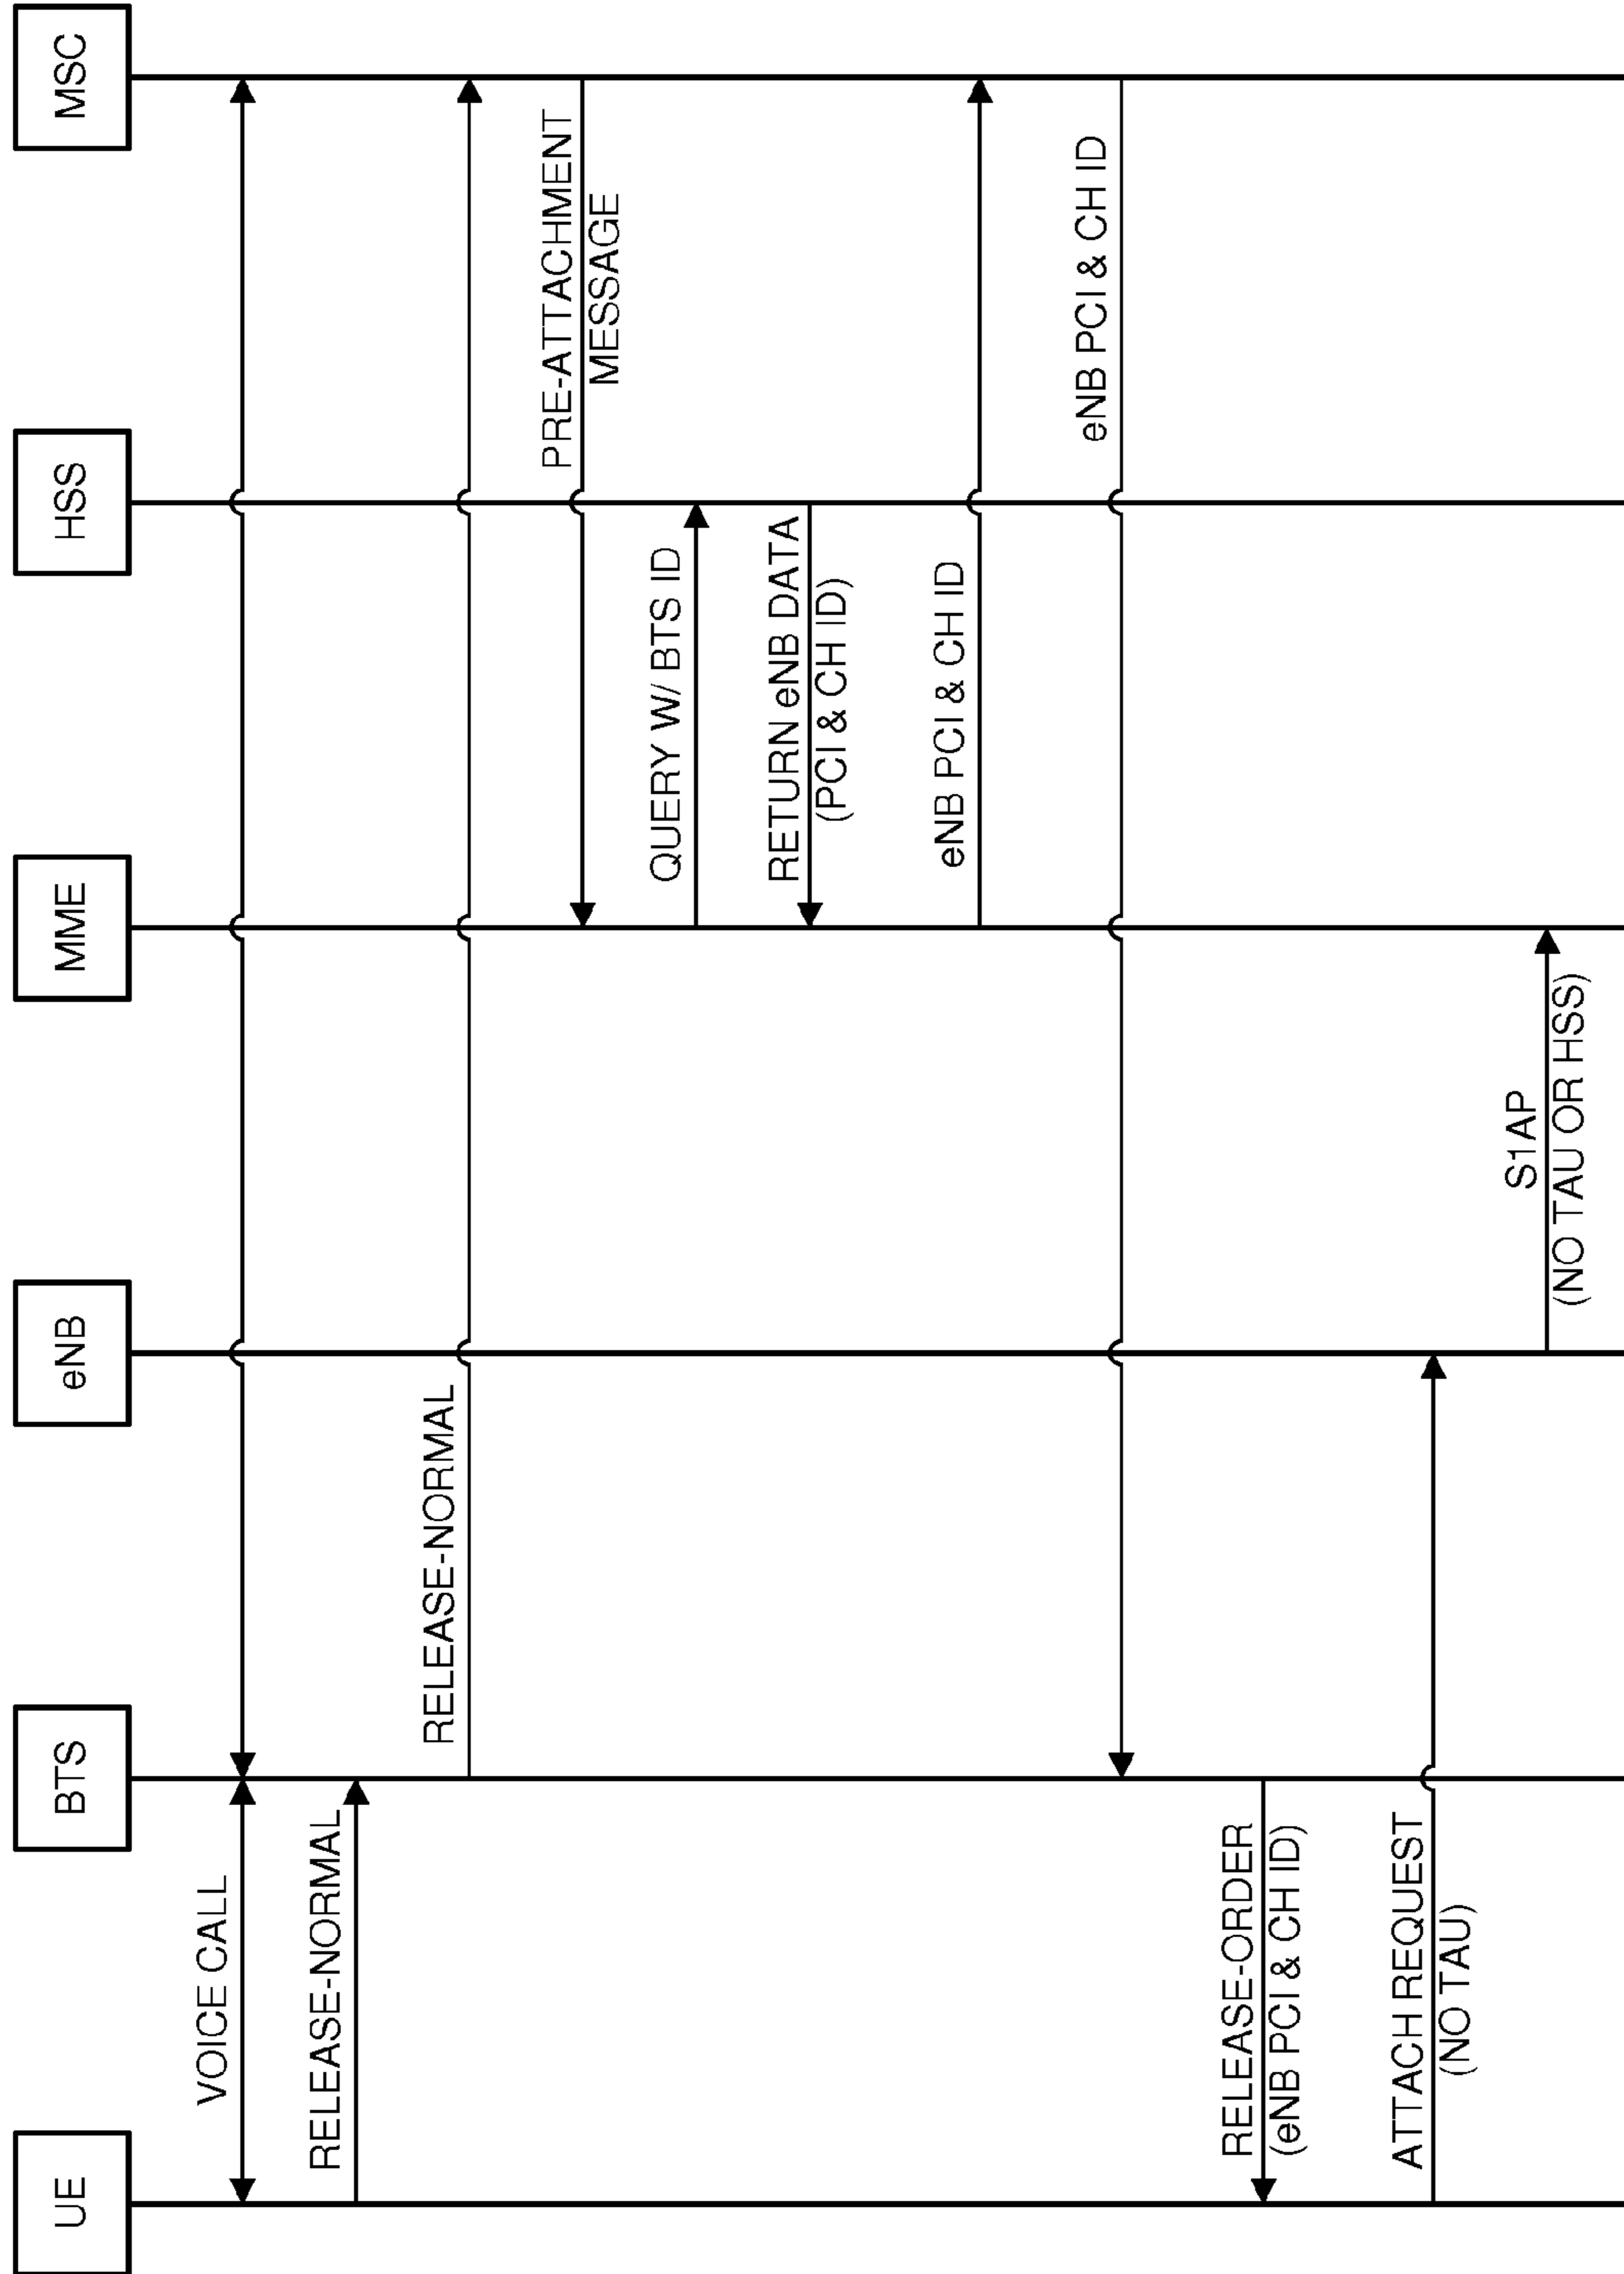 UE
BTS
eNB
MME
HSS
MSC
VOICE CALL
RELEASE-NORMAL
RELEASE-NORMAL
PRE-ATTACHMENT
MESSAGE
QUERY W/ BTS ID
RETURN eNB DATA
(PCI & CH ID)
eNB PCI & CH ID
eNB PCI & CH ID
RELEASE-ORDER
(eNB PCI & CH ID)
ATTACH REQUEST
(NO TAU)
S1AP
(NO TAU OR HSS)